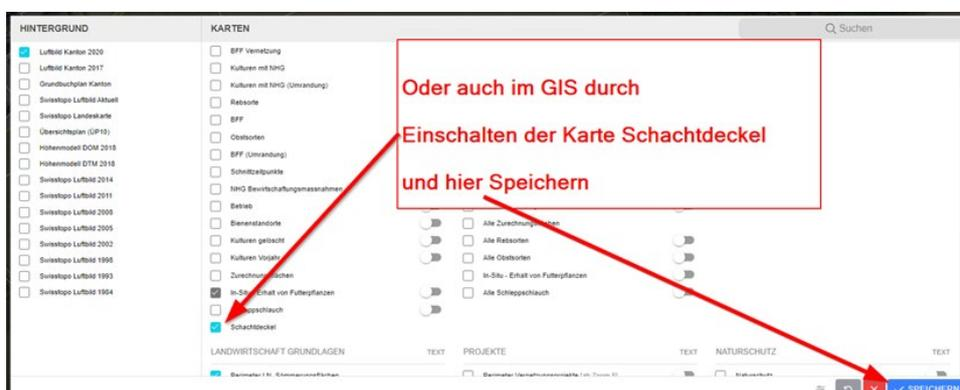 HINTERGRUND
Luftbild Kanton 2020
Luftbild Kanton 2017
Grundbuchplan Kanton
Swisstopo Luftbild Aktuell
Swisstopo Landeskarte
Übersichtsplan (ÜP10)
Höhenmodell DOM 2018
Höhenmodell DTM 2018
Swisstopo Luftbild 2014
Swisstopo Luftbild 2011
Swisstopo Luftbild 2008
Swisstopo Luftbild 2005
Swisstopo Luftbild 2002
Swisstopo Luftbild 1998
Swisstopo Luftbild 1993
Swisstopo Luftbild 1984
KARTEN
Suchen
BFF Vernetzung
Kulturen mit NHG
Kulturen mit NHG (Umrandung)
Rebsorte
BFF
Obstsorten
BFF (Umrandung)
Schnittzeitpunkte
NHG Bewirtschaftungsmassnahmen
Betrieb
Bienenstandorte
Kulturen gelöscht
Kulturen Vorjahr
In-Situ - Erhalt von Futterpflanzen
Schachtdeckel
Oder auch im GIS durch
Einschalten der Karte Schachtdeckel
und hier Speichern
Alle Rebsorten
Alle Obstsorten
In-Situ - Erhalt von Futterpflanzen
Alle Schleppschlauch
LANDWIRTSCHAFT GRUNDLAGEN TEXT PROJEKTE TEXT NATURSCHUTZ TEXT
SPEICHERN